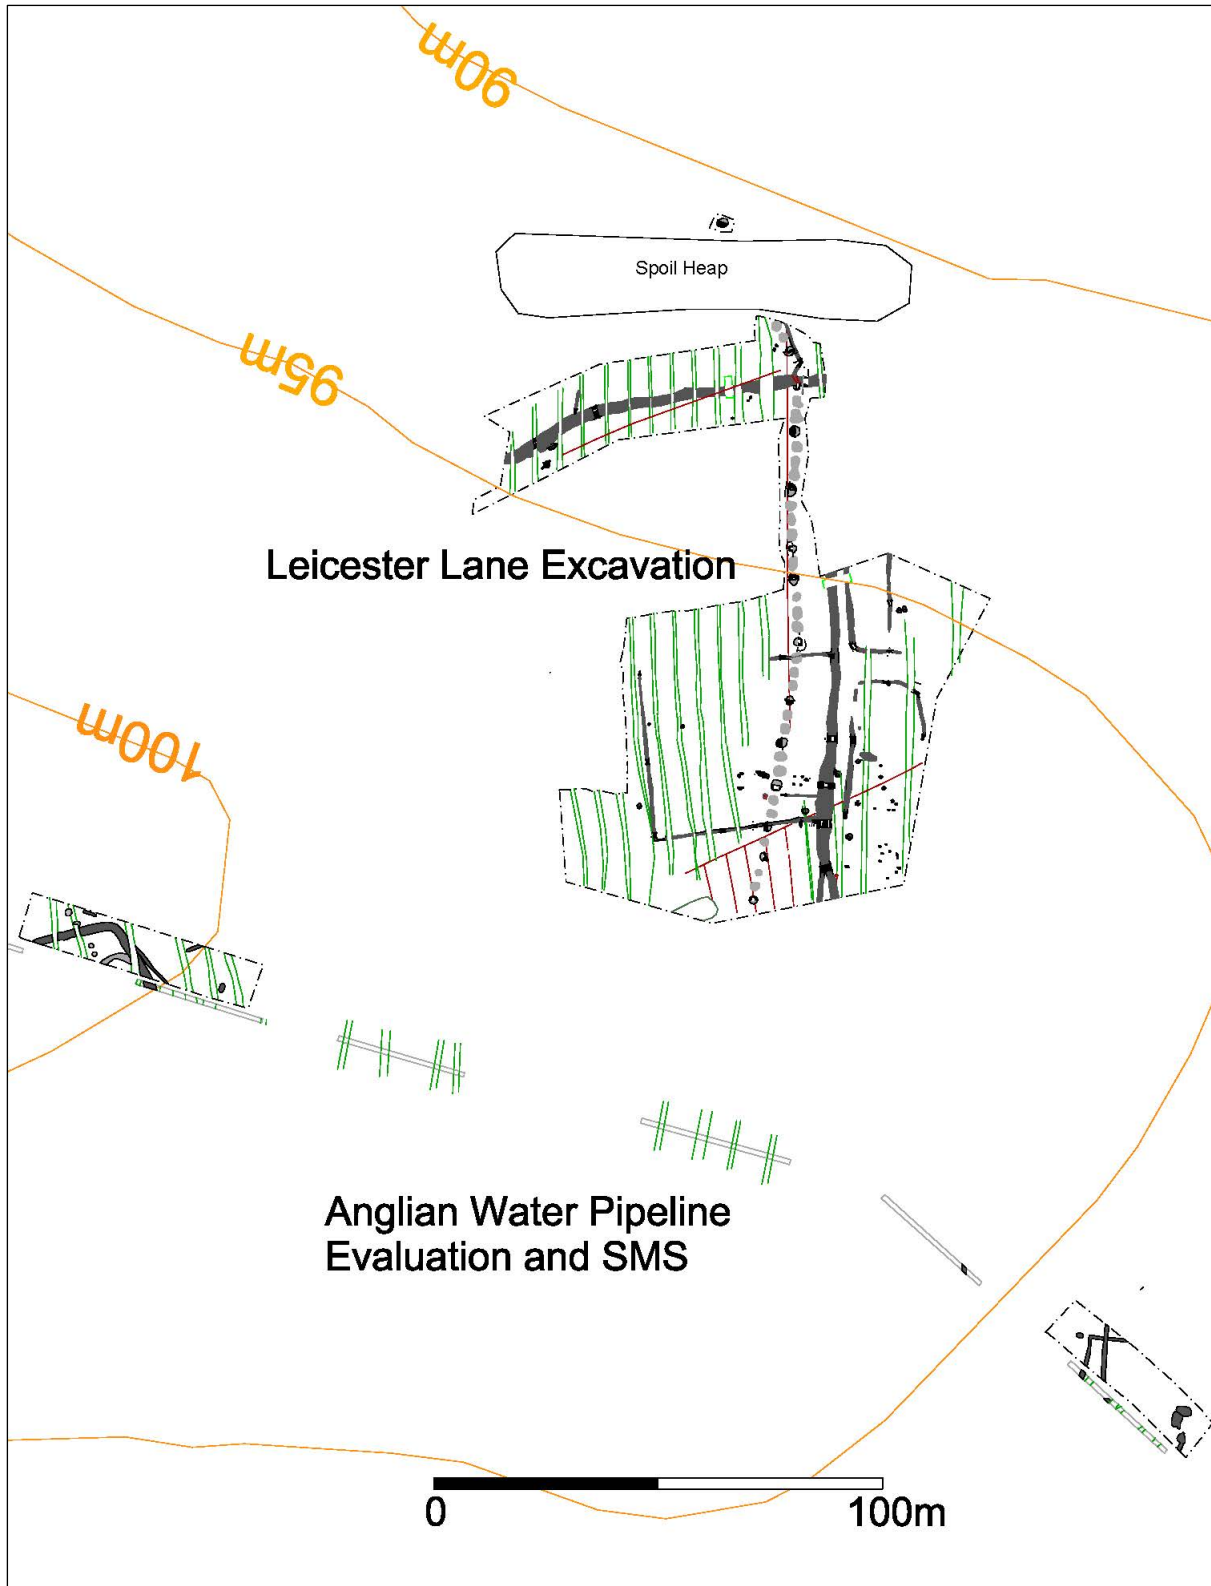 90m
Spoil Heap
95m
Leicester Lane Excavation
100m
Anglian Water Pipeline
Evaluation and SMS
0 100m